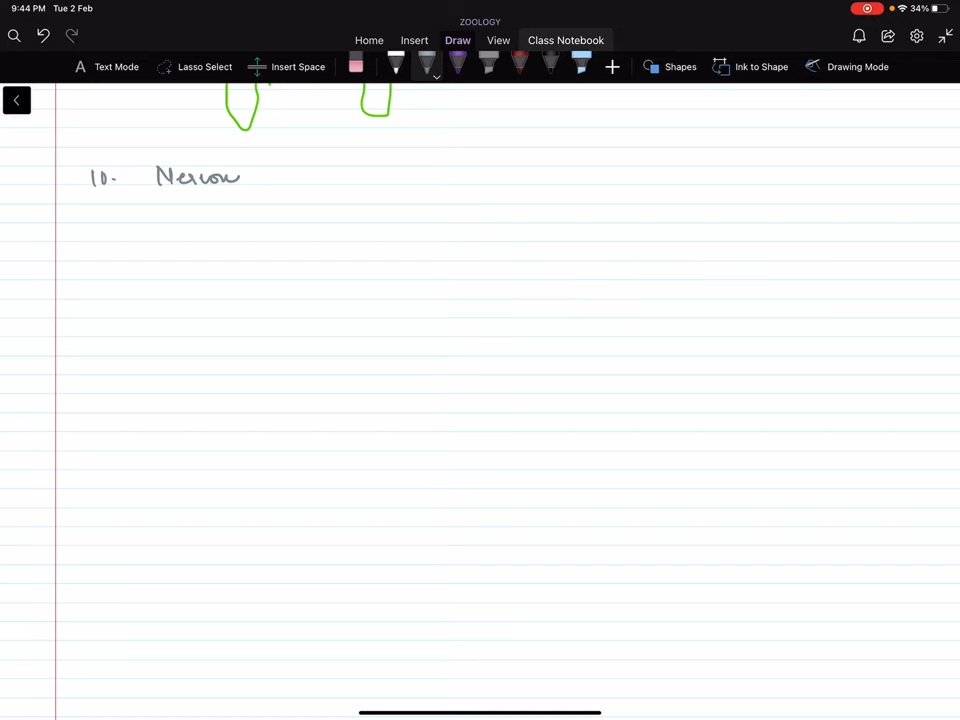 9:44 PM Tue 2 Feb
34%
ZOOLOGY
Home Insert Draw View Class Notebook
A Text Mode Lasso Select Insert Space Shapes Ink to Shape Drawing Mode
10. Nervou